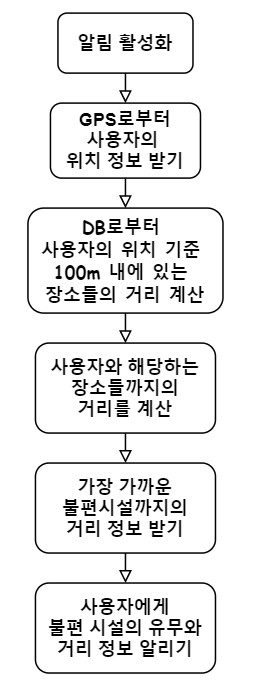 알림 활성화
GPS로부터
사용자의
위치 정보 받기
DB로부터
사용자의 위치 기준
100m 내에 있는
장소들의 거리 계산
사용자와 해당하는
장소들까지의
거리를 계산
가장 가까운
불편시설까지의
거리 정보 받기
사용자에게
불편 시설의 유무와
거리 정보 알리기